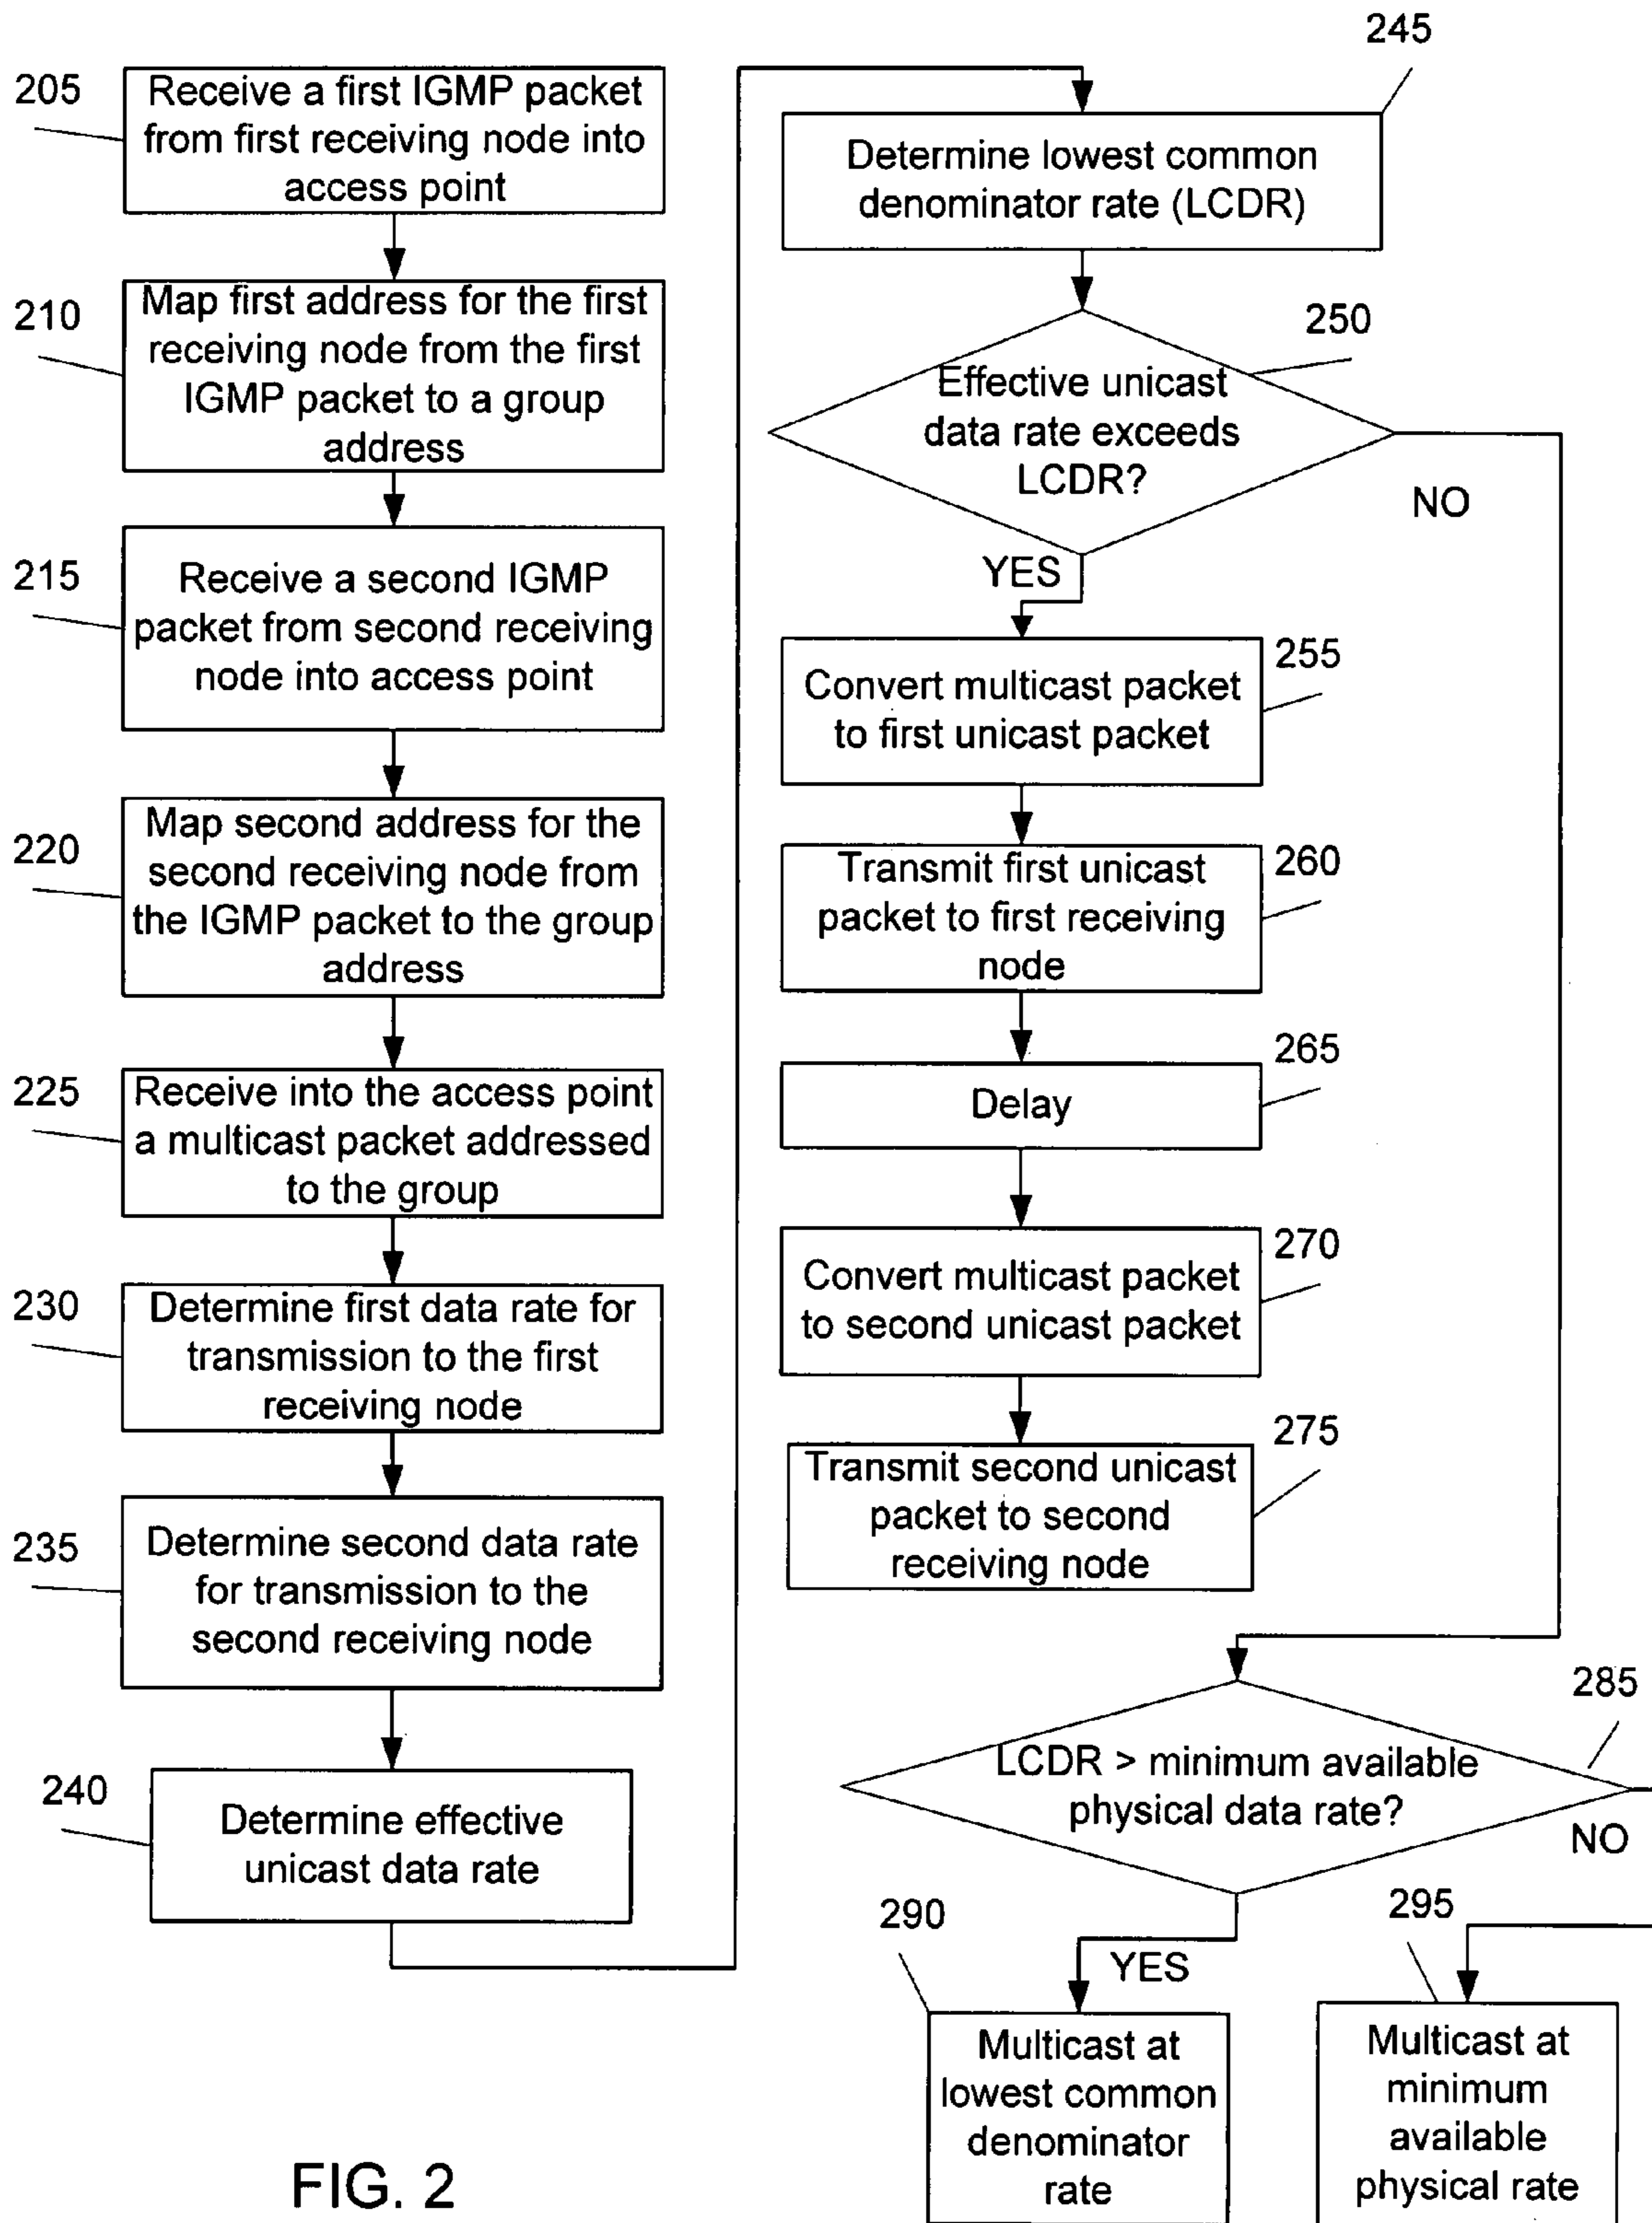 205
Receive a first IGMP packet
from first receiving node into
access point
210
Map first address for the first
receiving node from the first
IGMP packet to a group
address
215
Receive a second IGMP
packet from second receiving
node into access point
220
Map second address for the
second receiving node from
the IGMP packet to the group
address
225
Receive into the access point
a multicast packet addressed
to the group
230
Determine first data rate for
transmission to the first
receiving node
235
Determine second data rate
for transmission to the
second receiving node
240
Determine effective
unicast data rate
245
Determine lowest common
denominator rate (LCDR)
250
Effective unicast
data rate exceeds
LCDR?
NO
YES
255
Convert multicast packet
to first unicast packet
260
Transmit first unicast
packet to first receiving
node
265
Delay
270
Convert multicast packet
to second unicast packet
275
Transmit second unicast
packet to second
receiving node
285
LCDR > minimum available
physical data rate?
NO
YES
290
Multicast at
lowest common
denominator
rate
295
Multicast at
minimum
available
physical rate
FIG. 2